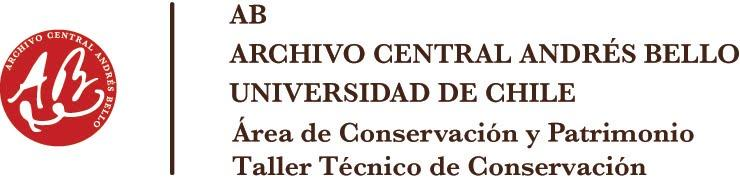 ARCHIVO CENTRAL ANDRÉS BELLO
AB
AB
ARCHIVO CENTRAL ANDRÉS BELLO
UNIVERSIDAD DE CHILE
Área de Conservación y Patrimonio
Taller Técnico de Conservación